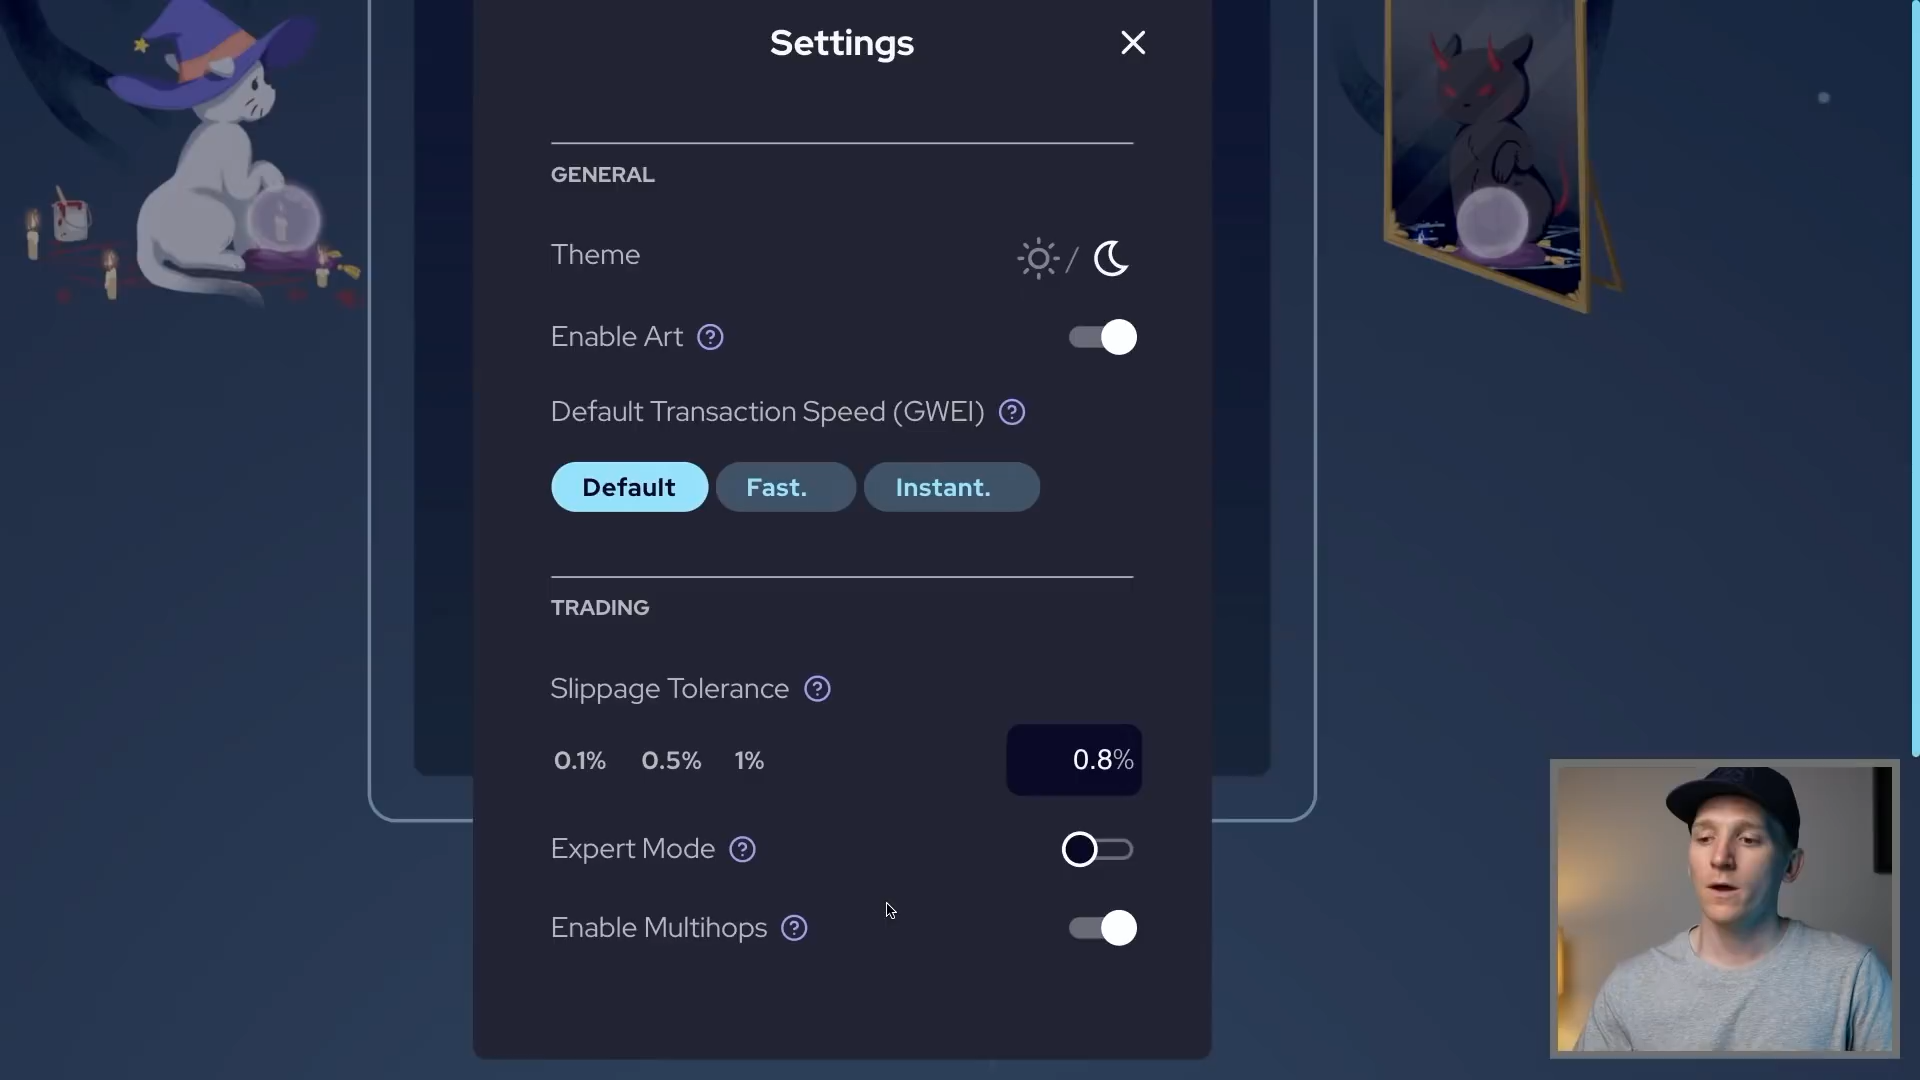 Settings
GENERAL
Theme
/
Enable Art ?
Default Transaction Speed (GWEI) ?
Default Fast. Instant.
TRADING
Slippage Tolerance ?
0.1% 0.5% 1% 0.8%
Expert Mode ?
Enable Multihops ?